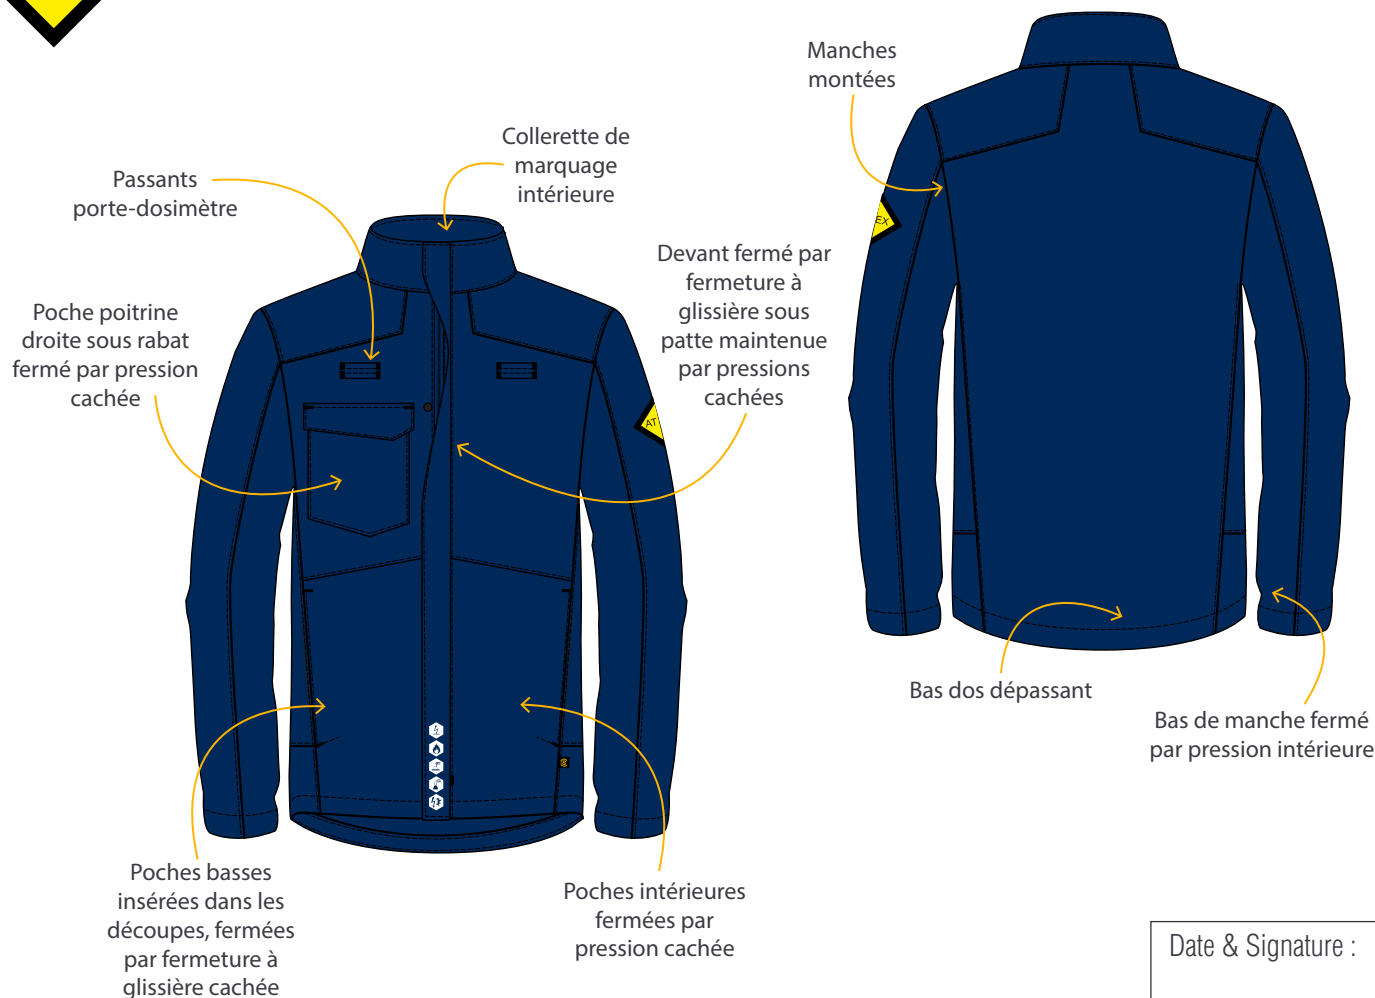 Manches
montées
Collerette de
marquage
intérieure
Passants
porte-dosimètre
Devant fermé par
fermeture à
glissière sous
patte maintenue
par pressions
cachées
Poche poitrine
droite sous rabat
fermé par pression
cachée
EX
AT
Bas dos dépassant
Bas de manche fermé
par pression intérieure
Poches basses
insérées dans les
découpes, fermées
par fermeture à
glissière cachée
Poches intérieures
fermées par
pression cachée
Date & Signature :